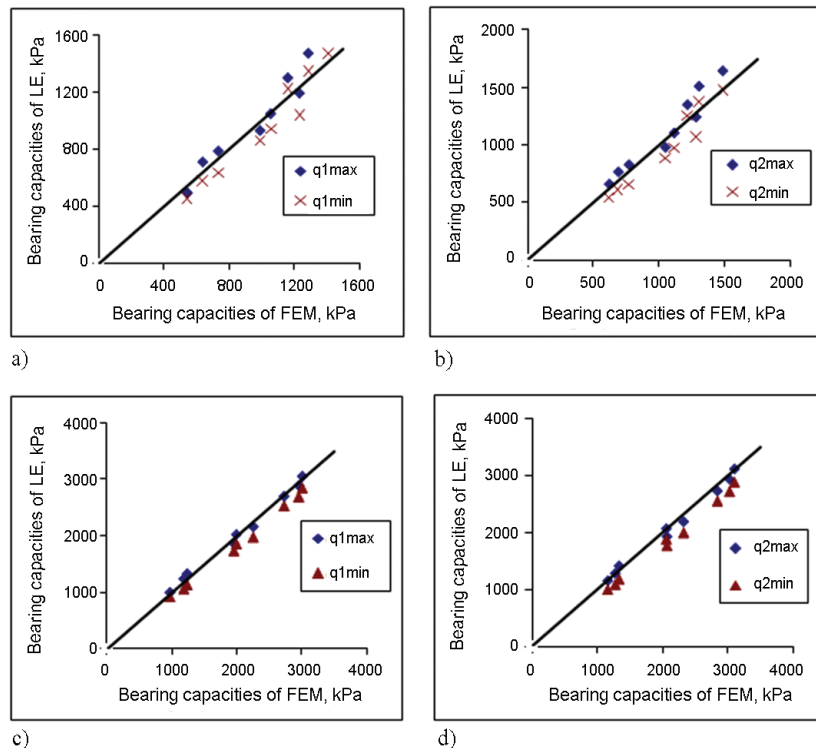 Bearing capacities of LE, kPa
1600
1200
800
400
0
q1max
q1min
0 400 800 1200 1600
Bearing capacities of FEM, kPa
a)
Bearing capacities of LE, kPa
2000
1500
1000
500
0
q2max
q2min
0 500 1000 1500 2000
Bearing capacities of FEM, kPa
b)
Bearing capacities of LE, kPa
4000
3000
2000
1000
0
q1max
q1min
0 1000 2000 3000 4000
Bearing capacities of FEM, kPa
c)
Bearing capacities of LE, kPa
4000
3000
2000
1000
0
q2max
q2min
0 1000 2000 3000 4000
Bearing capacities of FEM, kPa
d)